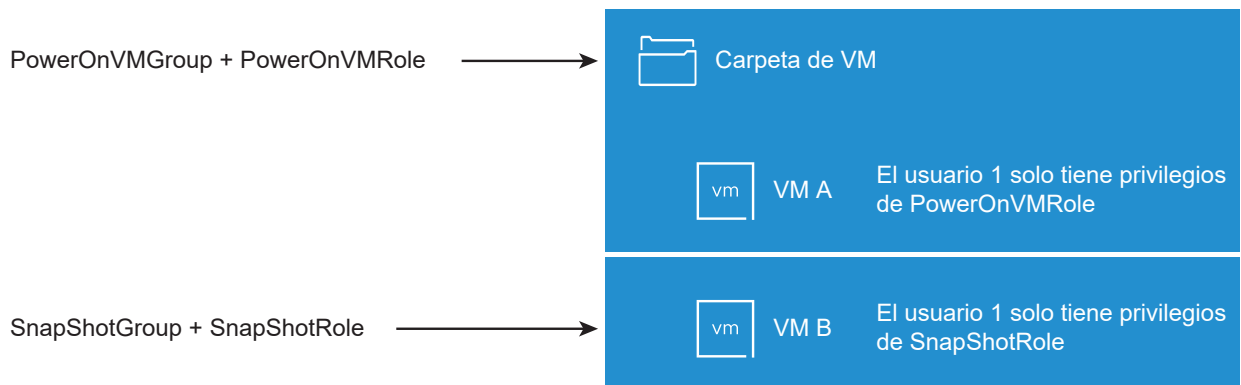 PowerOnVMGroup + PowerOnVMRole
Carpeta de VM
vm
VM A
El usuario 1 solo tiene privilegios
de PowerOnVMRole
SnapShotGroup + SnapShotRole
vm
VM B
El usuario 1 solo tiene privilegios
de SnapShotRole